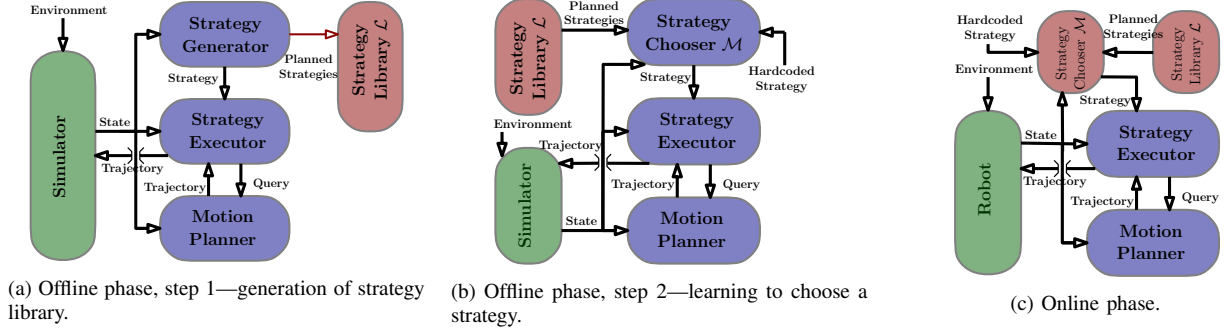 Environment
Simulator
Strategy
Generator
Planned
Strategies
Strategy
Library L
Strategy
State
Strategy
Executor
Trajectory
Trajectory
Query
Motion
Planner
(a) Offline phase, step 1—generation of strategy
library.
Strategy
Library L
Planned
Strategies
Strategy
Chooser M
Hardcoded
Strategy
Strategy
Environment
Simulator
Trajectory
Strategy
Executor
Trajectory
Query
State
Motion
Planner
(b) Offline phase, step 2—learning to choose a
strategy.
Hardcoded
Strategy
Strategy
Chooser M
Planned
Strategies
Strategy
Library L
Environment
Strategy
Robot
State
Strategy
Executor
Trajectory
Trajectory
Query
Motion
Planner
(c) Online phase.